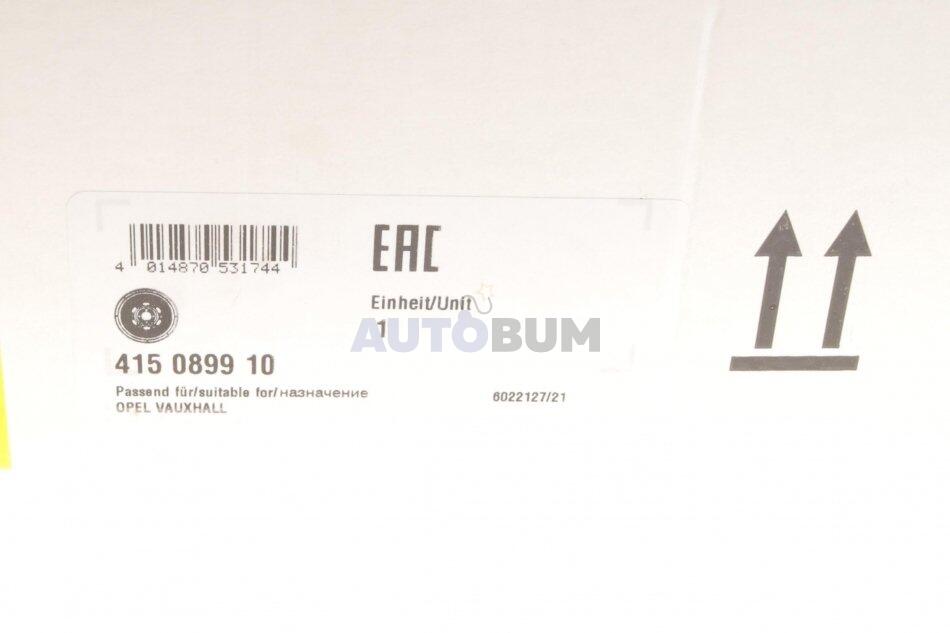 4 014870 531744
EAC
Einheit/Unit
1
AUTOBUM
415 0899 10
Passend für/suitable for/назначение
OPEL VAUXHALL
6022127/21